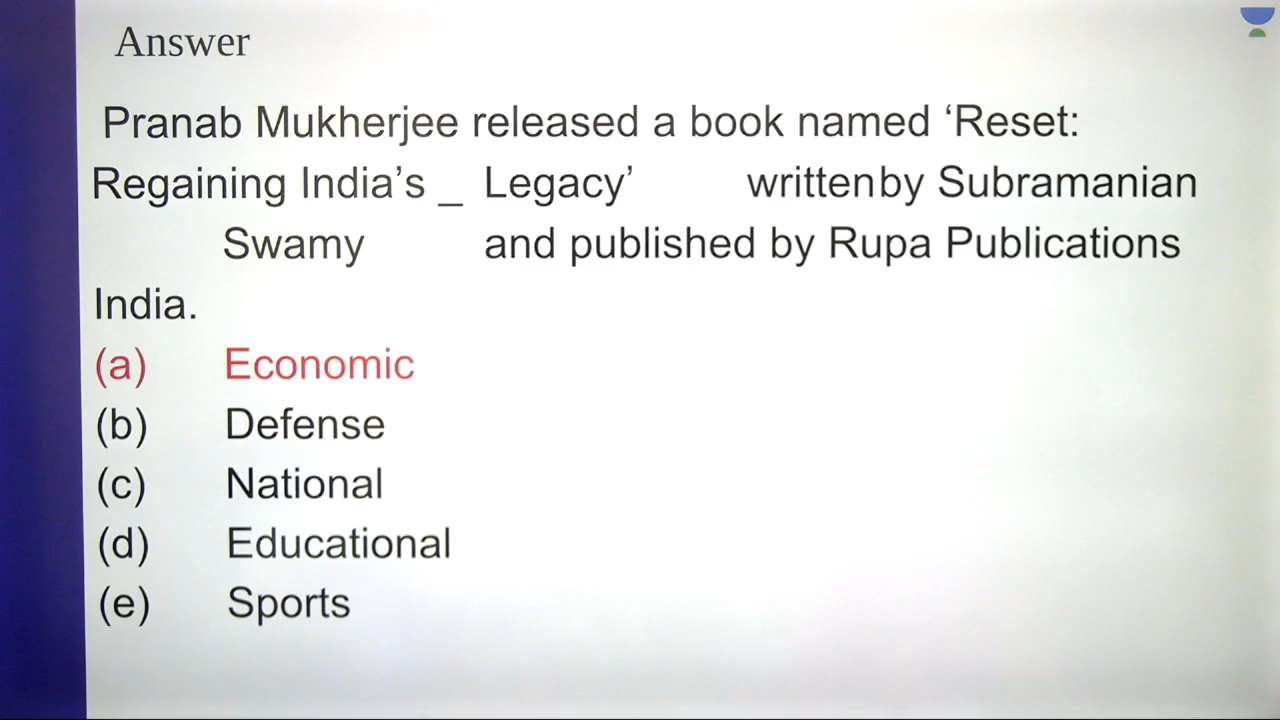 Answer
Pranab Mukherjee released a book named ‘Reset:
Regaining India’s _ Legacy’ writtenby Subramanian
Swamy and published by Rupa Publications
India.
(a) Economic
(b) Defense
(c) National
(d) Educational
(e) Sports